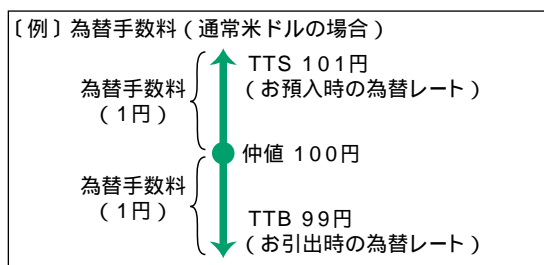 〔例〕為替手数料(通常米ドルの場合)
TTS 101円
(お預入時の為替レート)
為替手数料
(1円)
仲値 100円
為替手数料
(1円)
TTB 99円
(お引出時の為替レート)